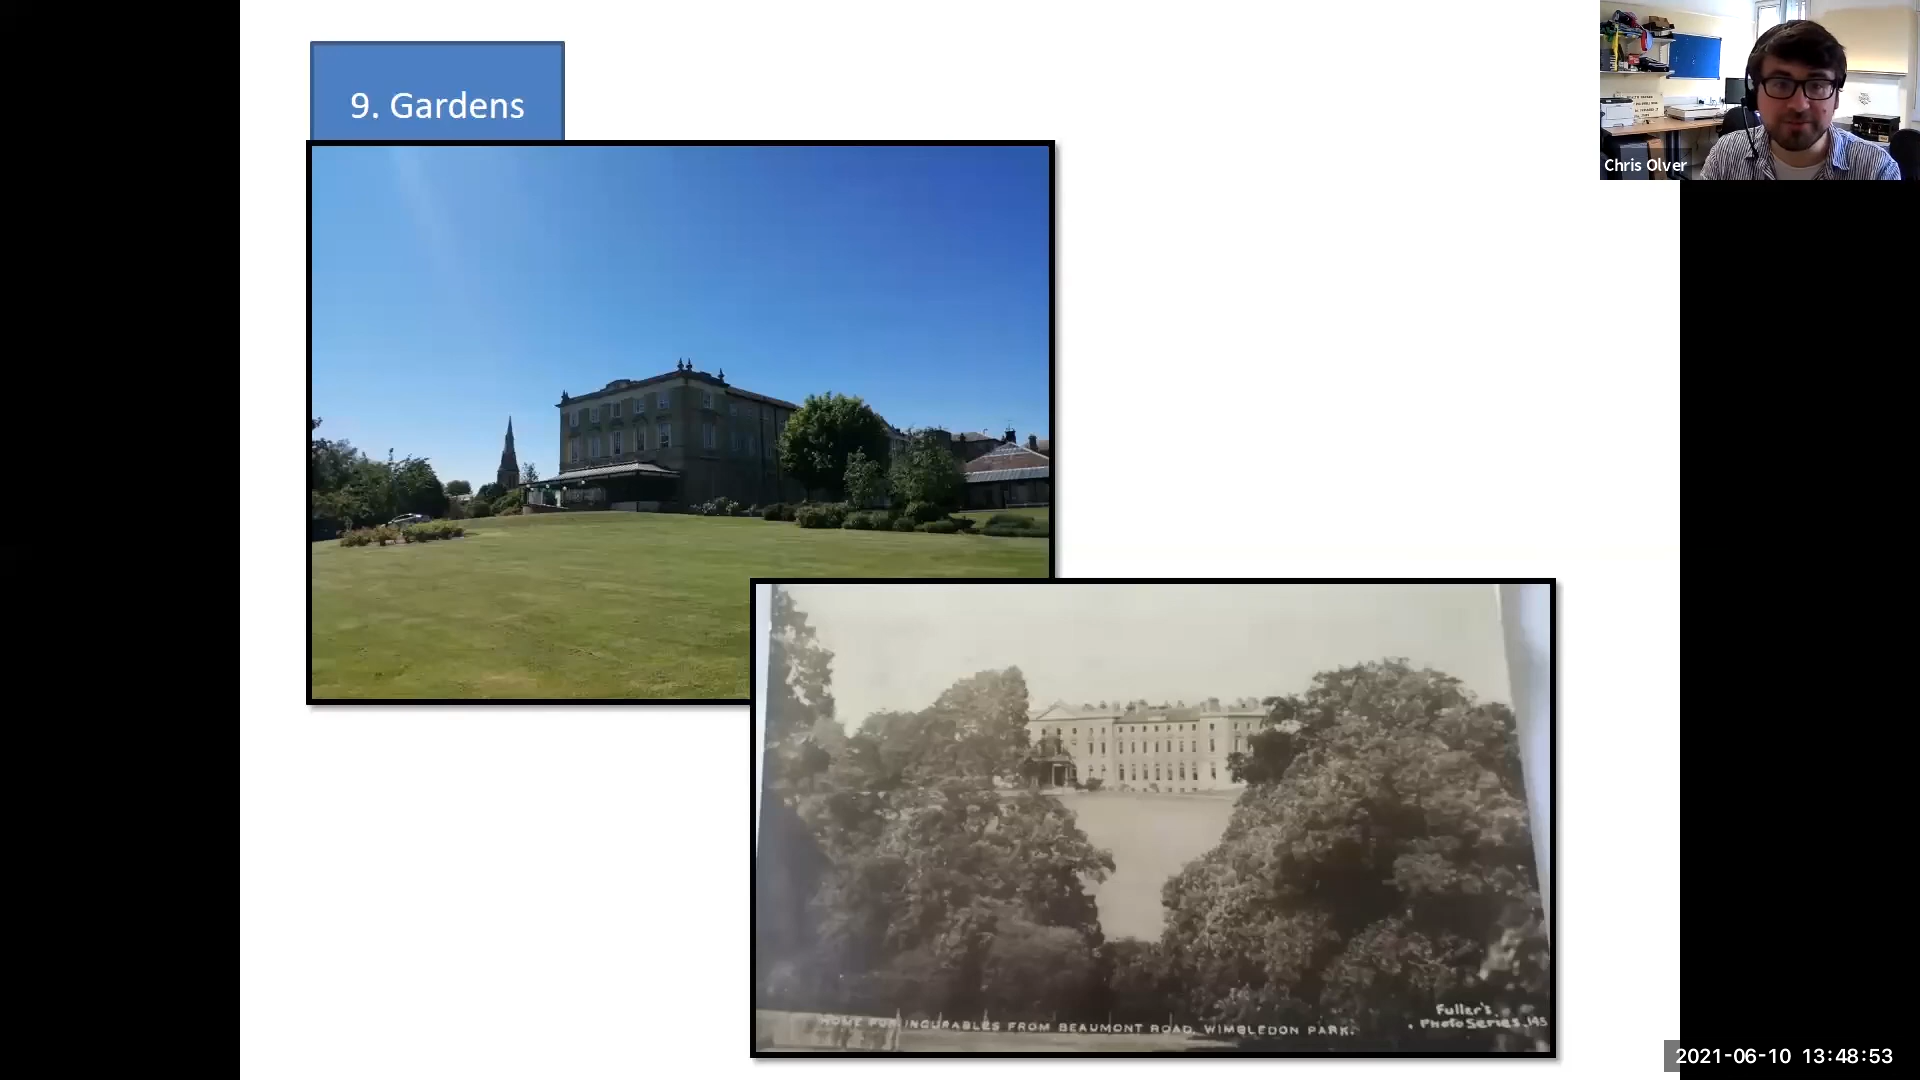 9. Gardens
Chris Olver
HOME FOR INCURABLES FROM BEAUMONT ROAD, WIMBLEDON PARK.
Fuller's
Photo Series. 145
2021-06-10 13:48:53